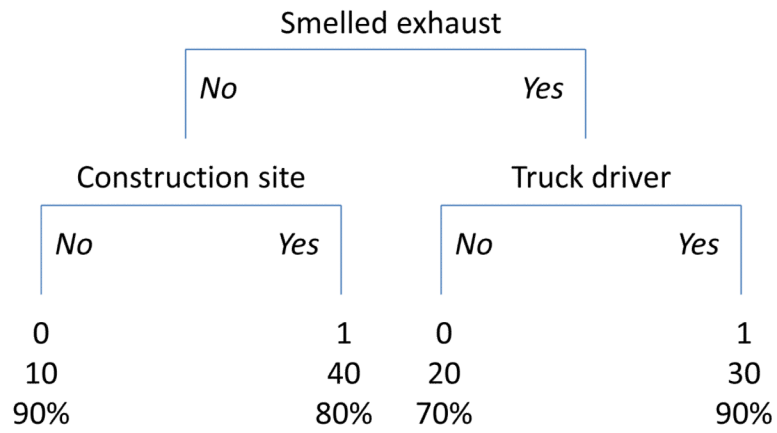 Smelled exhaust
No Yes
Construction site Truck driver
No Yes No Yes
0 1 0 1
10 40 20 30
90% 80% 70% 90%